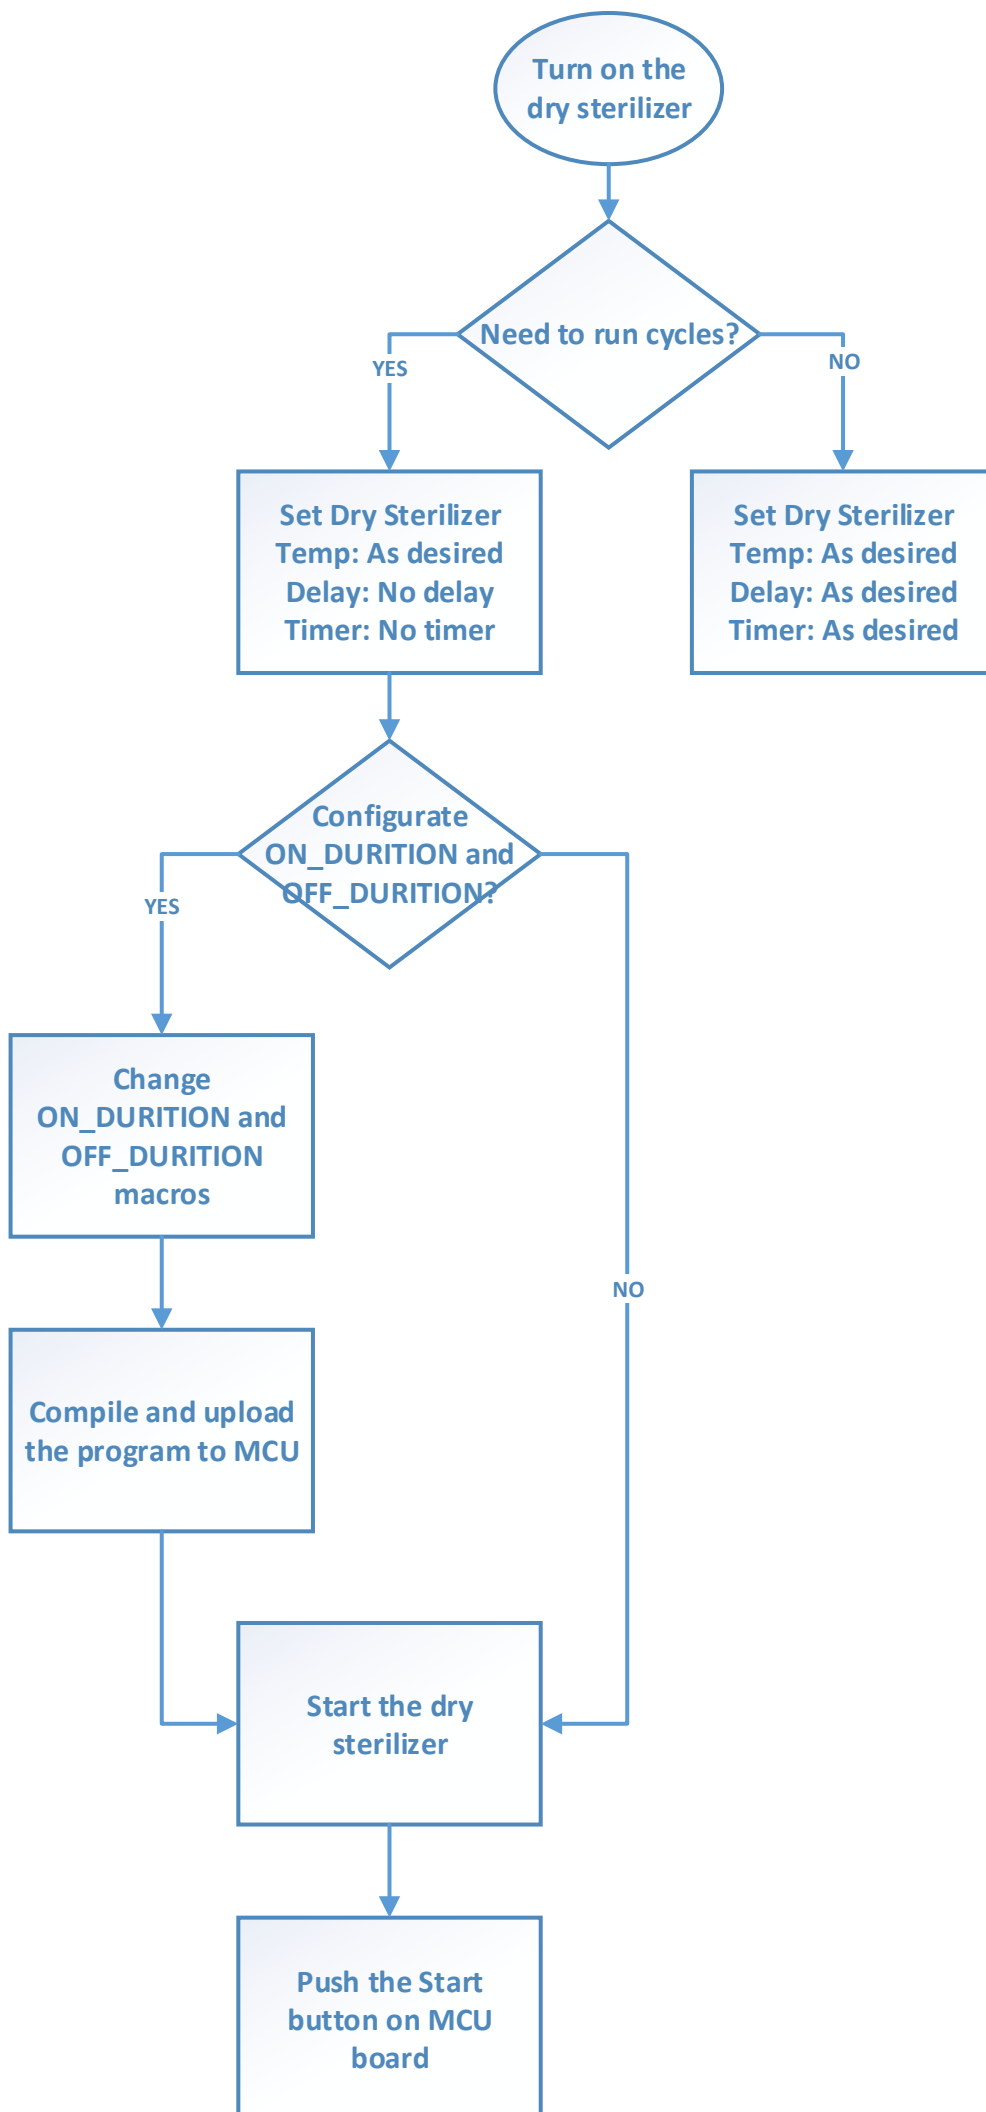 Turn on the
dry sterilizer
Need to run cycles?
YES
NO
Set Dry Sterilizer
Temp: As desired
Delay: No delay
Timer: No timer
Set Dry Sterilizer
Temp: As desired
Delay: As desired
Timer: As desired
Configurate
ON_DURITION and
OFF_DURITION?
YES
Change
ON_DURITION and
OFF_DURITION
macros
NO
Compile and upload
the program to MCU
Start the dry
sterilizer
Push the Start
button on MCU
board